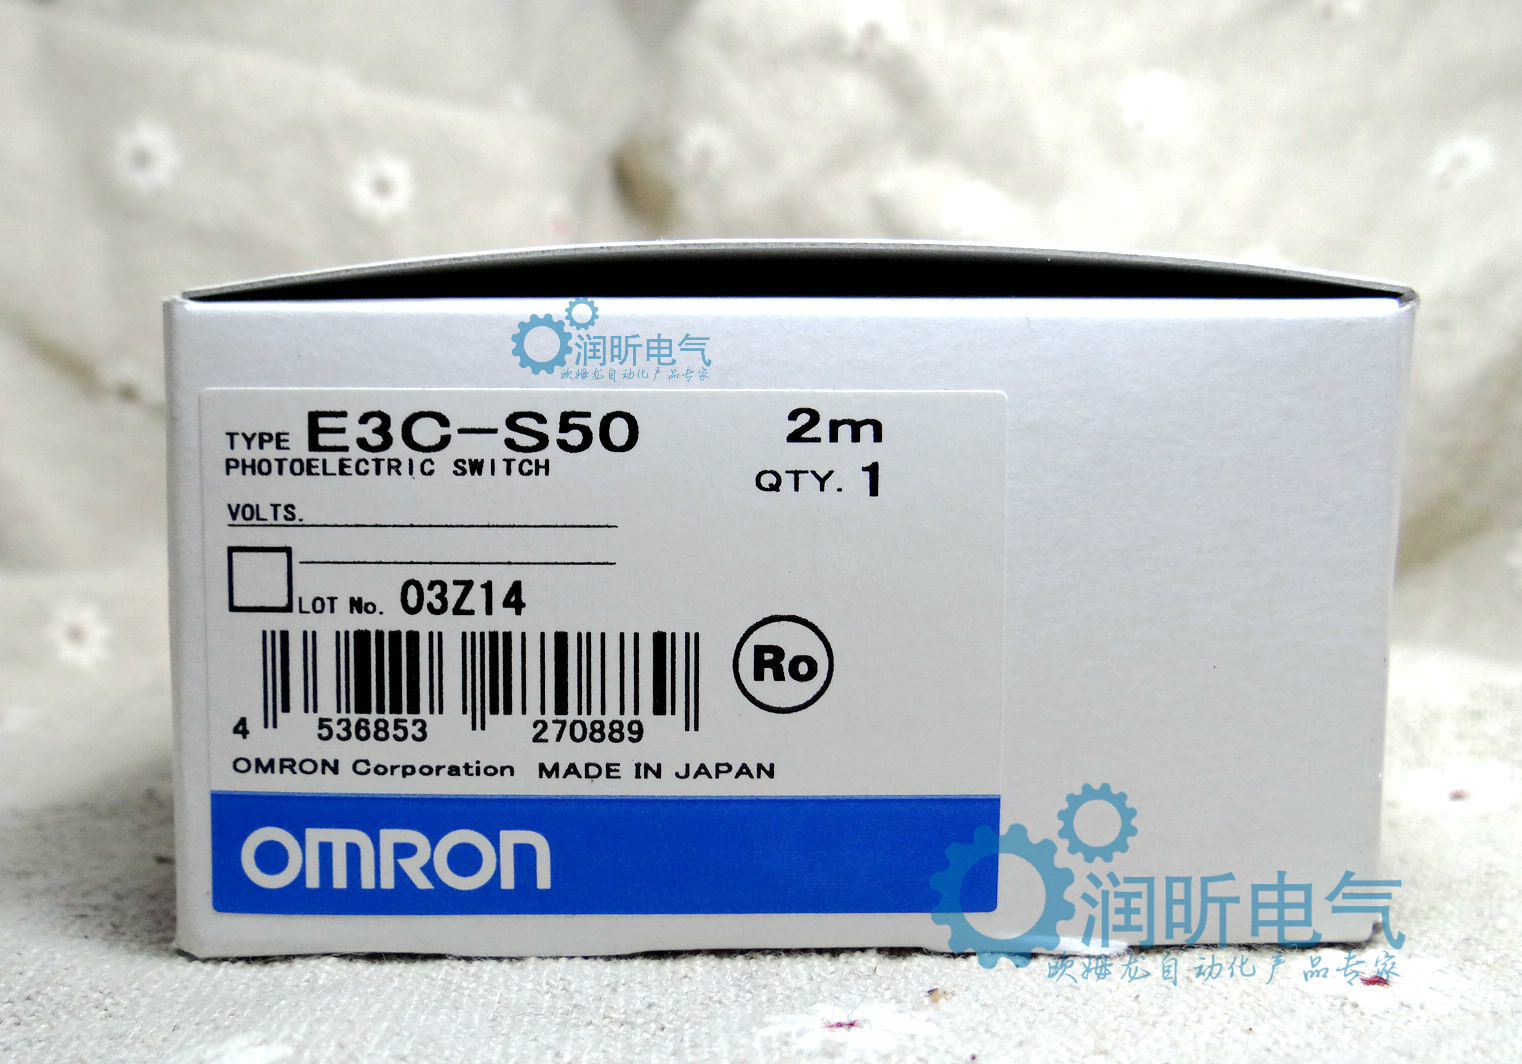 润昕电气
欧姆龙自动化产品专家
TYPE E3C-S50 2m
PHOTOELECTRIC SWITCH
QTY. 1
VOLTS.
LOT No. 03Z14
Ro
4 536853 270889
OMRON Corporation MADE IN JAPAN
OMRON
润昕电气
欧姆龙自动化产品专家